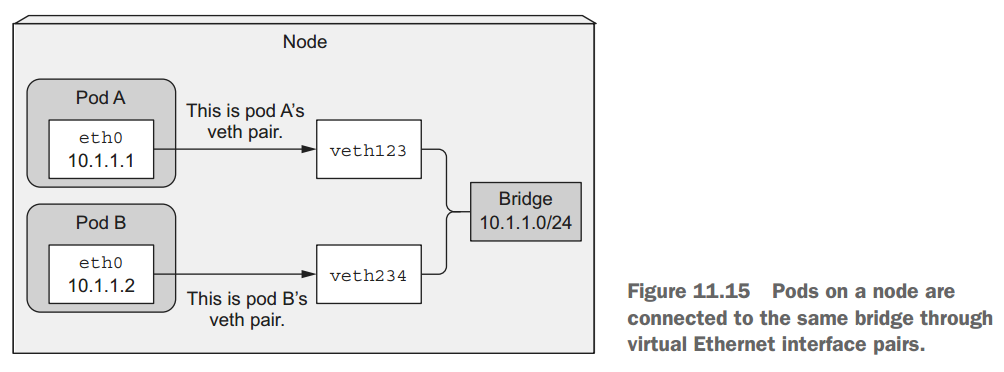 Node
Pod A
eth0
10.1.1.1
This is pod A's
veth pair.
veth123
Bridge
10.1.1.0/24
Pod B
eth0
10.1.1.2
This is pod B's
veth pair.
veth234
Figure 11.15 Pods on a node are
connected to the same bridge through
virtual Ethernet interface pairs.